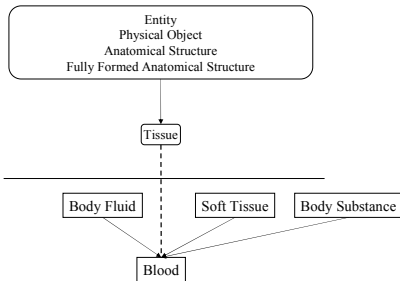 Entity
Physical Object
Anatomical Structure
Fully Formed Anatomical Structure
Tissue
Body Fluid
Soft Tissue
Body Substance
Blood